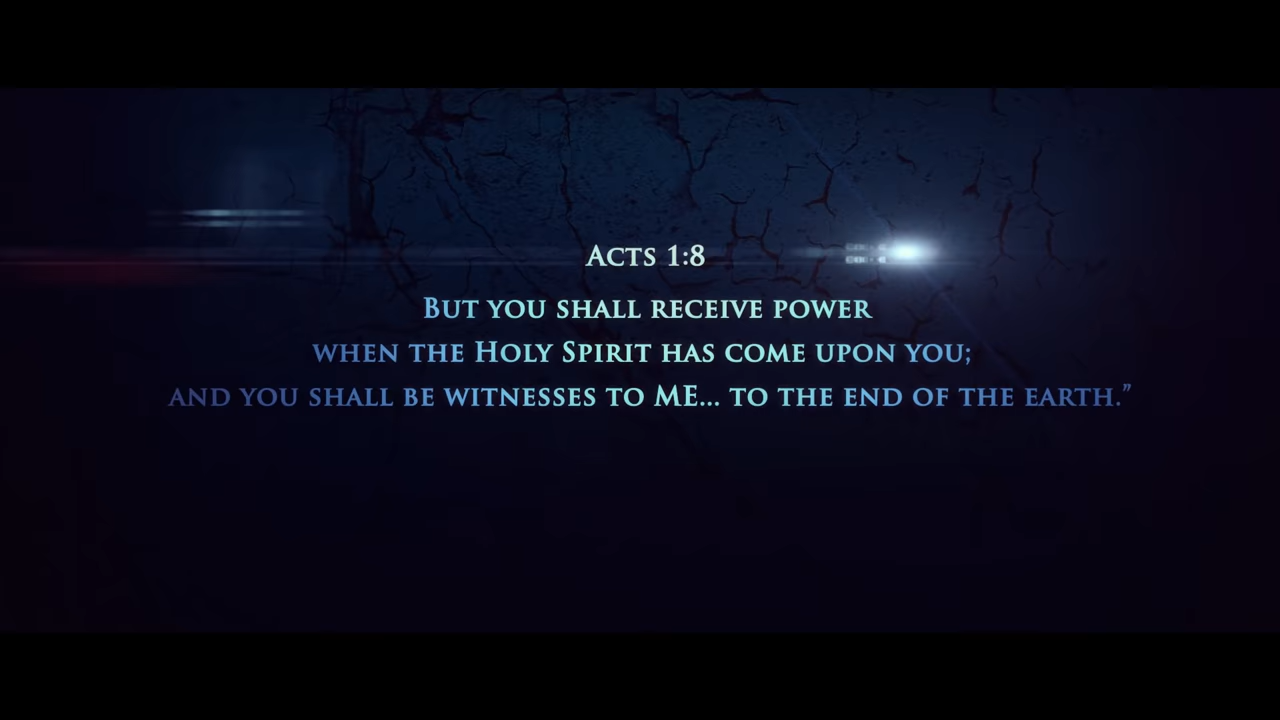 Acts 1:8
But you shall receive power
when the Holy Spirit has come upon you;
and you shall be witnesses to ME... to the end of the earth.”